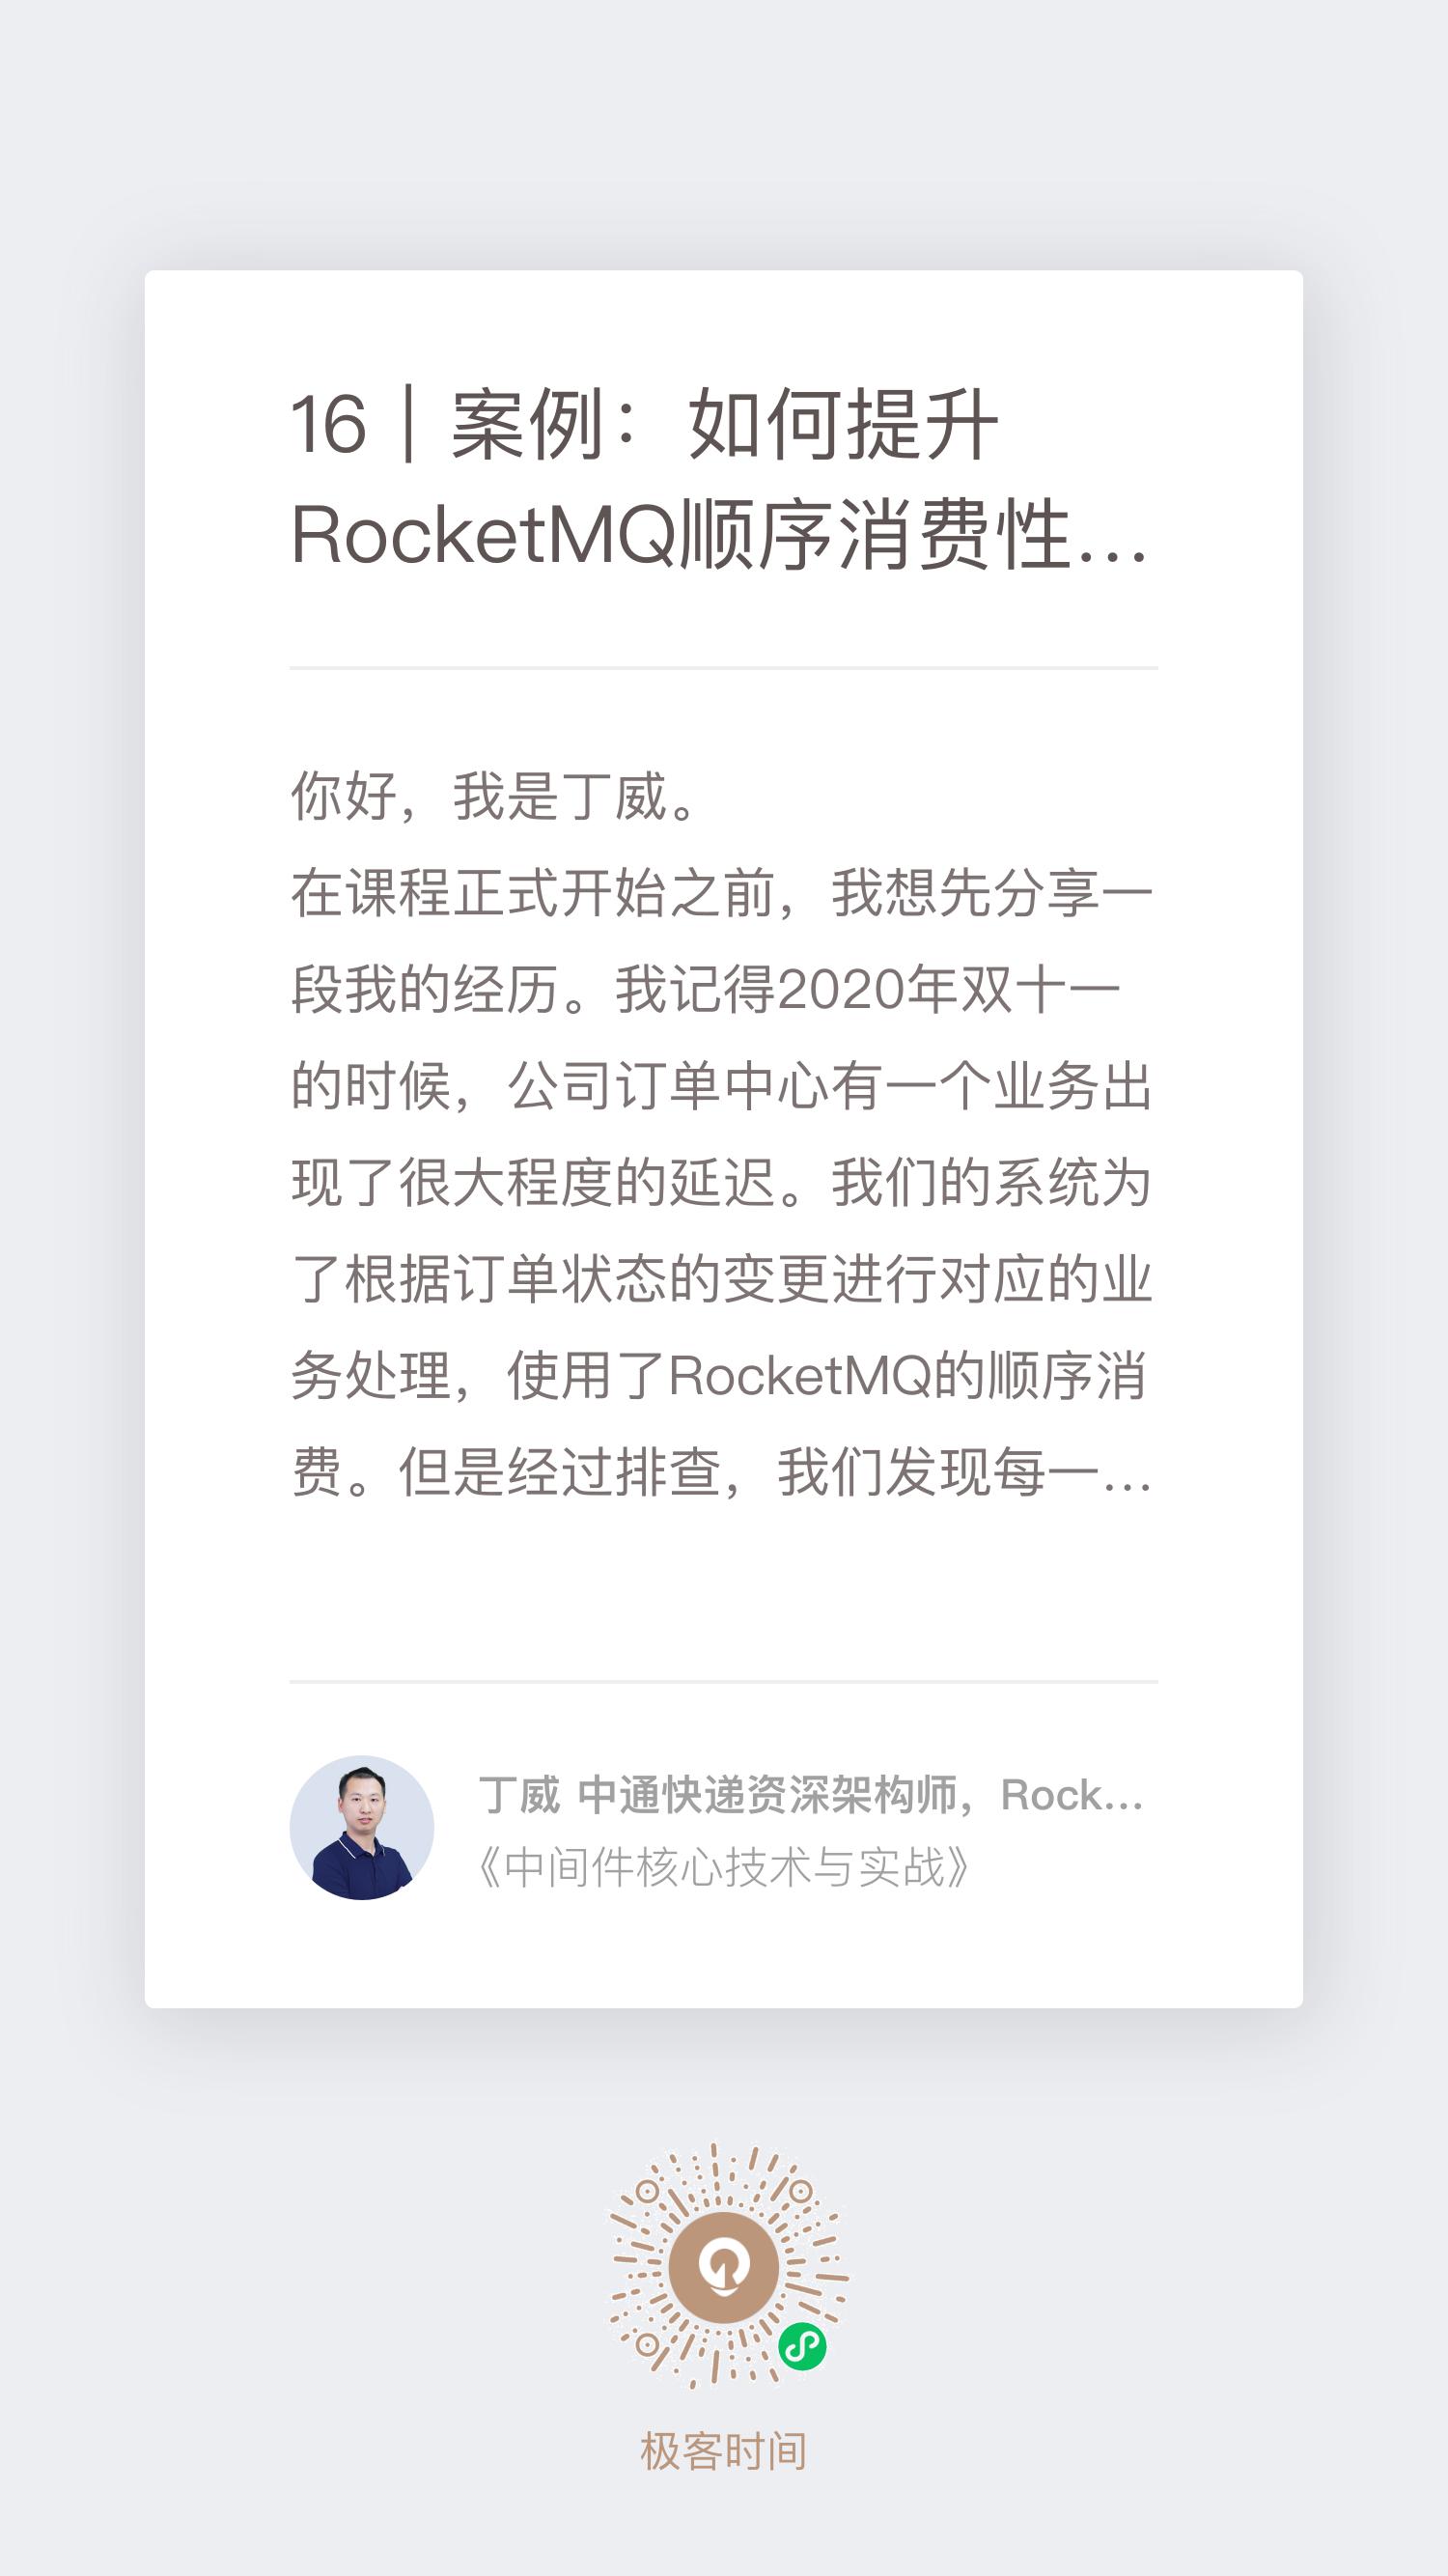 16｜案例：如何提升
RocketMQ顺序消费性...
你好，我是丁威。
在课程正式开始之前，我想先分享一
段我的经历。我记得2020年双十一
的时候，公司订单中心有一个业务出
现了很大程度的延迟。我们的系统为
了根据订单状态的变更进行对应的业
务处理，使用了RocketMQ的顺序消
费。但是经过排查，我们发现每一...
丁威 中通快递资深架构师，Rock...
《中间件核心技术与实战》
极客时间